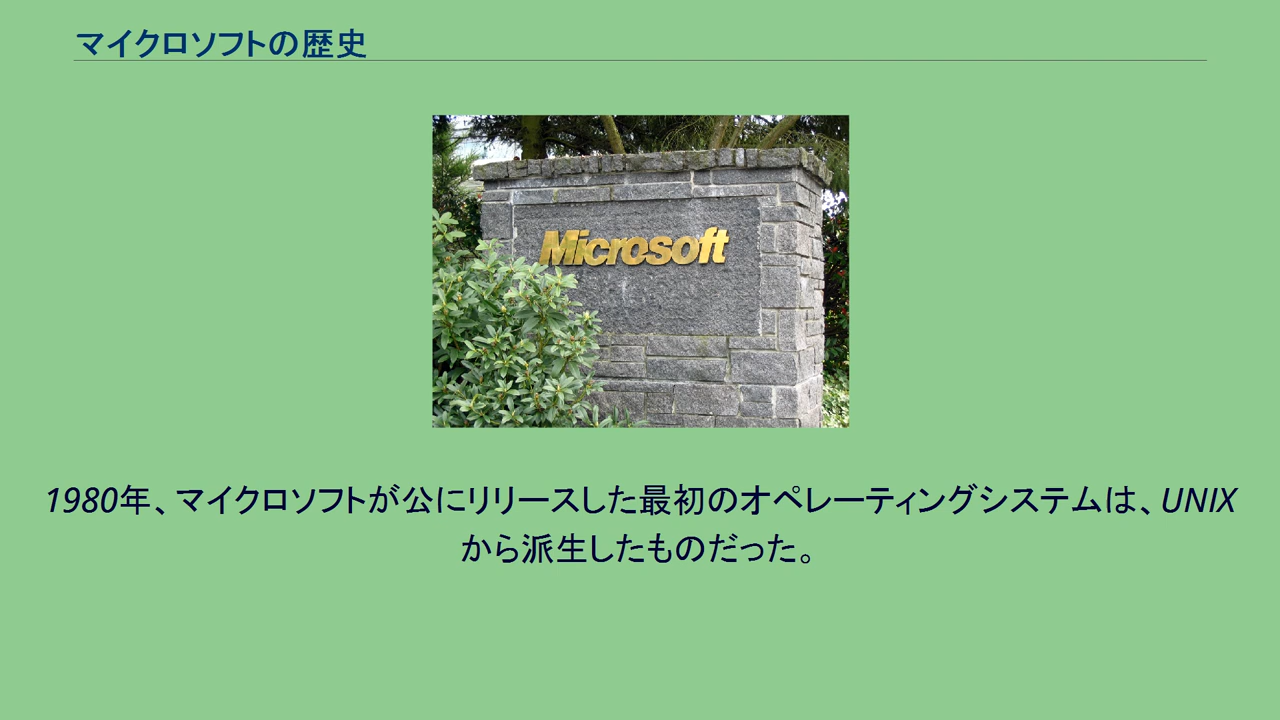 マイクロソフトの歴史
Microsoft
1980年、マイクロソフトが公にリリースした最初のオペレーティングシステムは、UNIX
から派生したものだった。